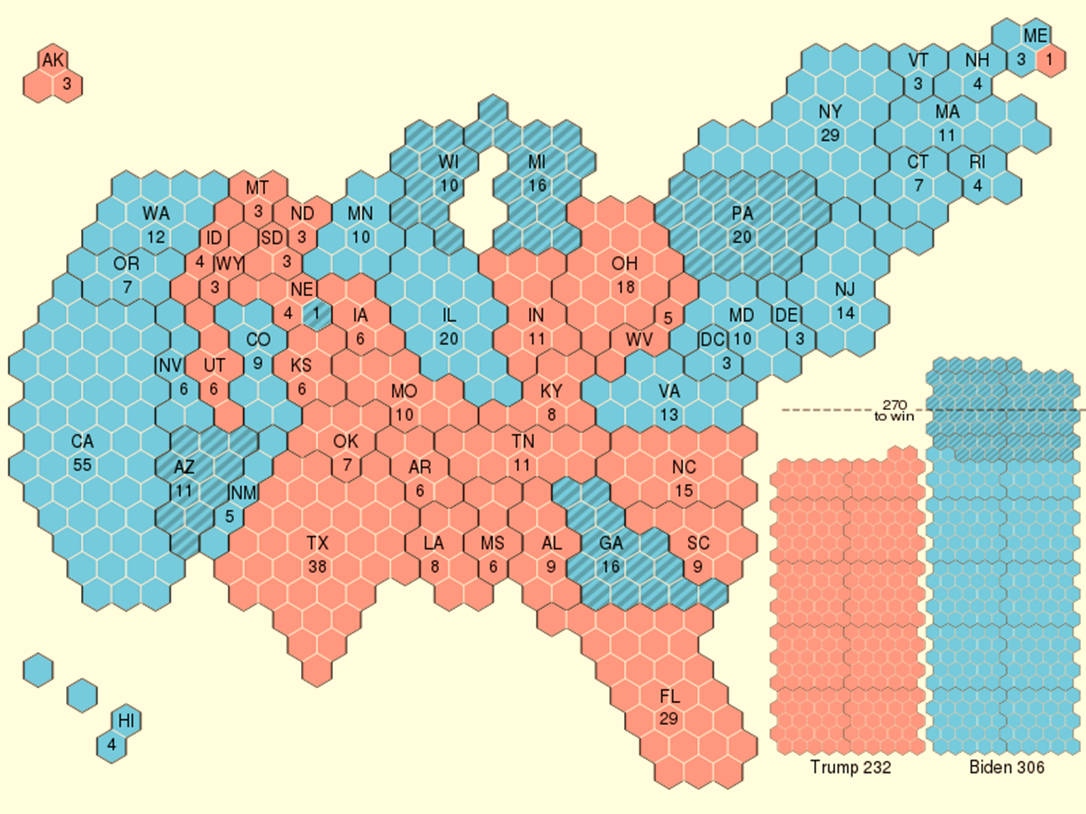 ME
AK
VT
NH
3
1
3
3
4
NY
MA
29
11
WI
MI
CT
RI
10
16
7
4
MT
3
WA
ND
MN
PA
12
3
10
20
ID
SD
4
WY
3
OR
OH
7
3
18
NE
NJ
4
1
IA
IL
IN
5
MD
DE
14
6
20
11
10
3
CO
WV
DC
9
3
NV
UT
KS
6
6
6
MO
KY
VA
10
8
13
270
to win
CA
OK
TN
55
7
11
AZ
AR
NC
11
NM
6
15
5
TX
LA
MS
AL
GA
SC
38
8
6
9
16
9
FL
29
HI
4
Trump 232
Biden 306